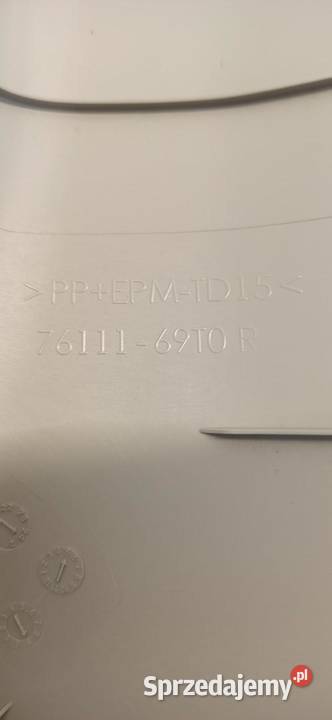 >PP+EPM-TD15<
76111-69T0 R
Sprzedajemy.pl